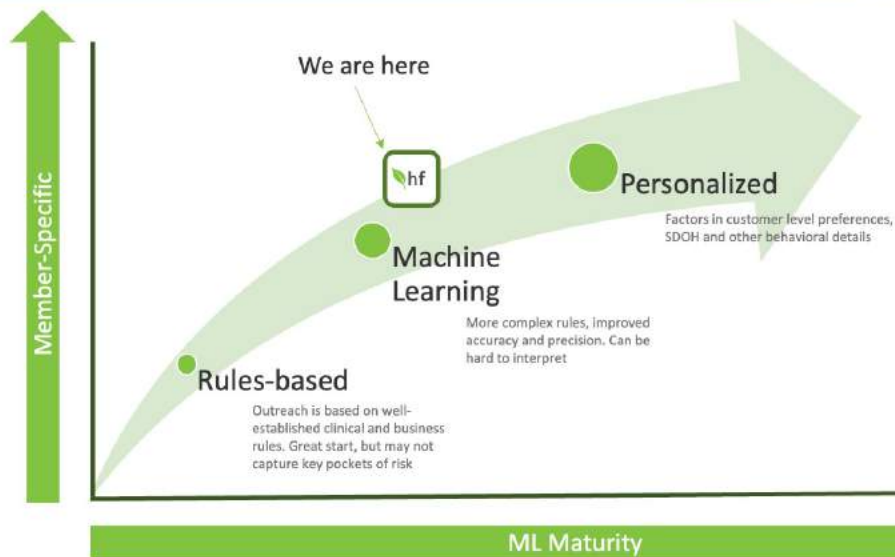 We are here
hf
Member-Specific
Personalized
Factors in customer level preferences,
SDOH and other behavioral details
Machine
Learning
More complex rules, improved
accuracy and precision. Can be
hard to interpret
Rules-based
Outreach is based on well-
established clinical and business
rules. Great start, but may not
capture key pockets of risk
ML Maturity